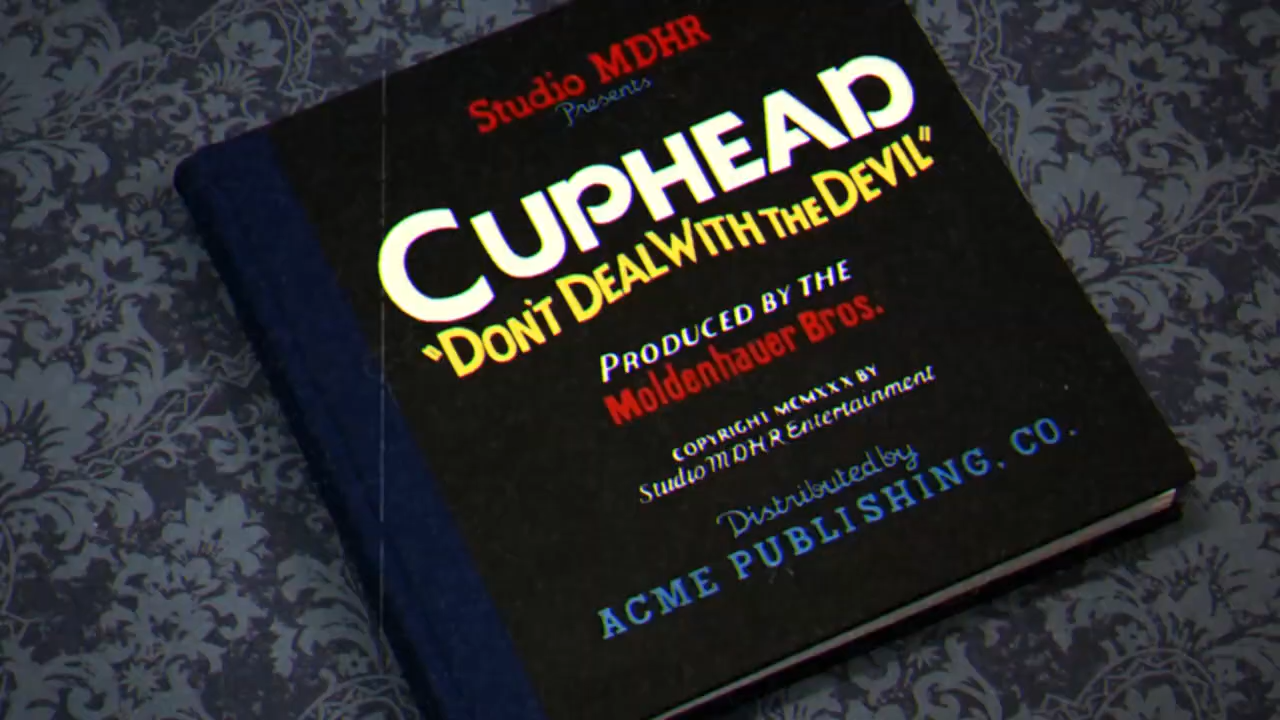 Studio MDHR
Presents
CUPHEAD
"DON'T DEAL WITH THE DEVIL"
PRODUCED BY THE
Moldenhauer Bros.
COPYRIGHT MCMXXX BY
Studio MDHR Entertainment
Distributed by
ACME PUBLISHING. CO.